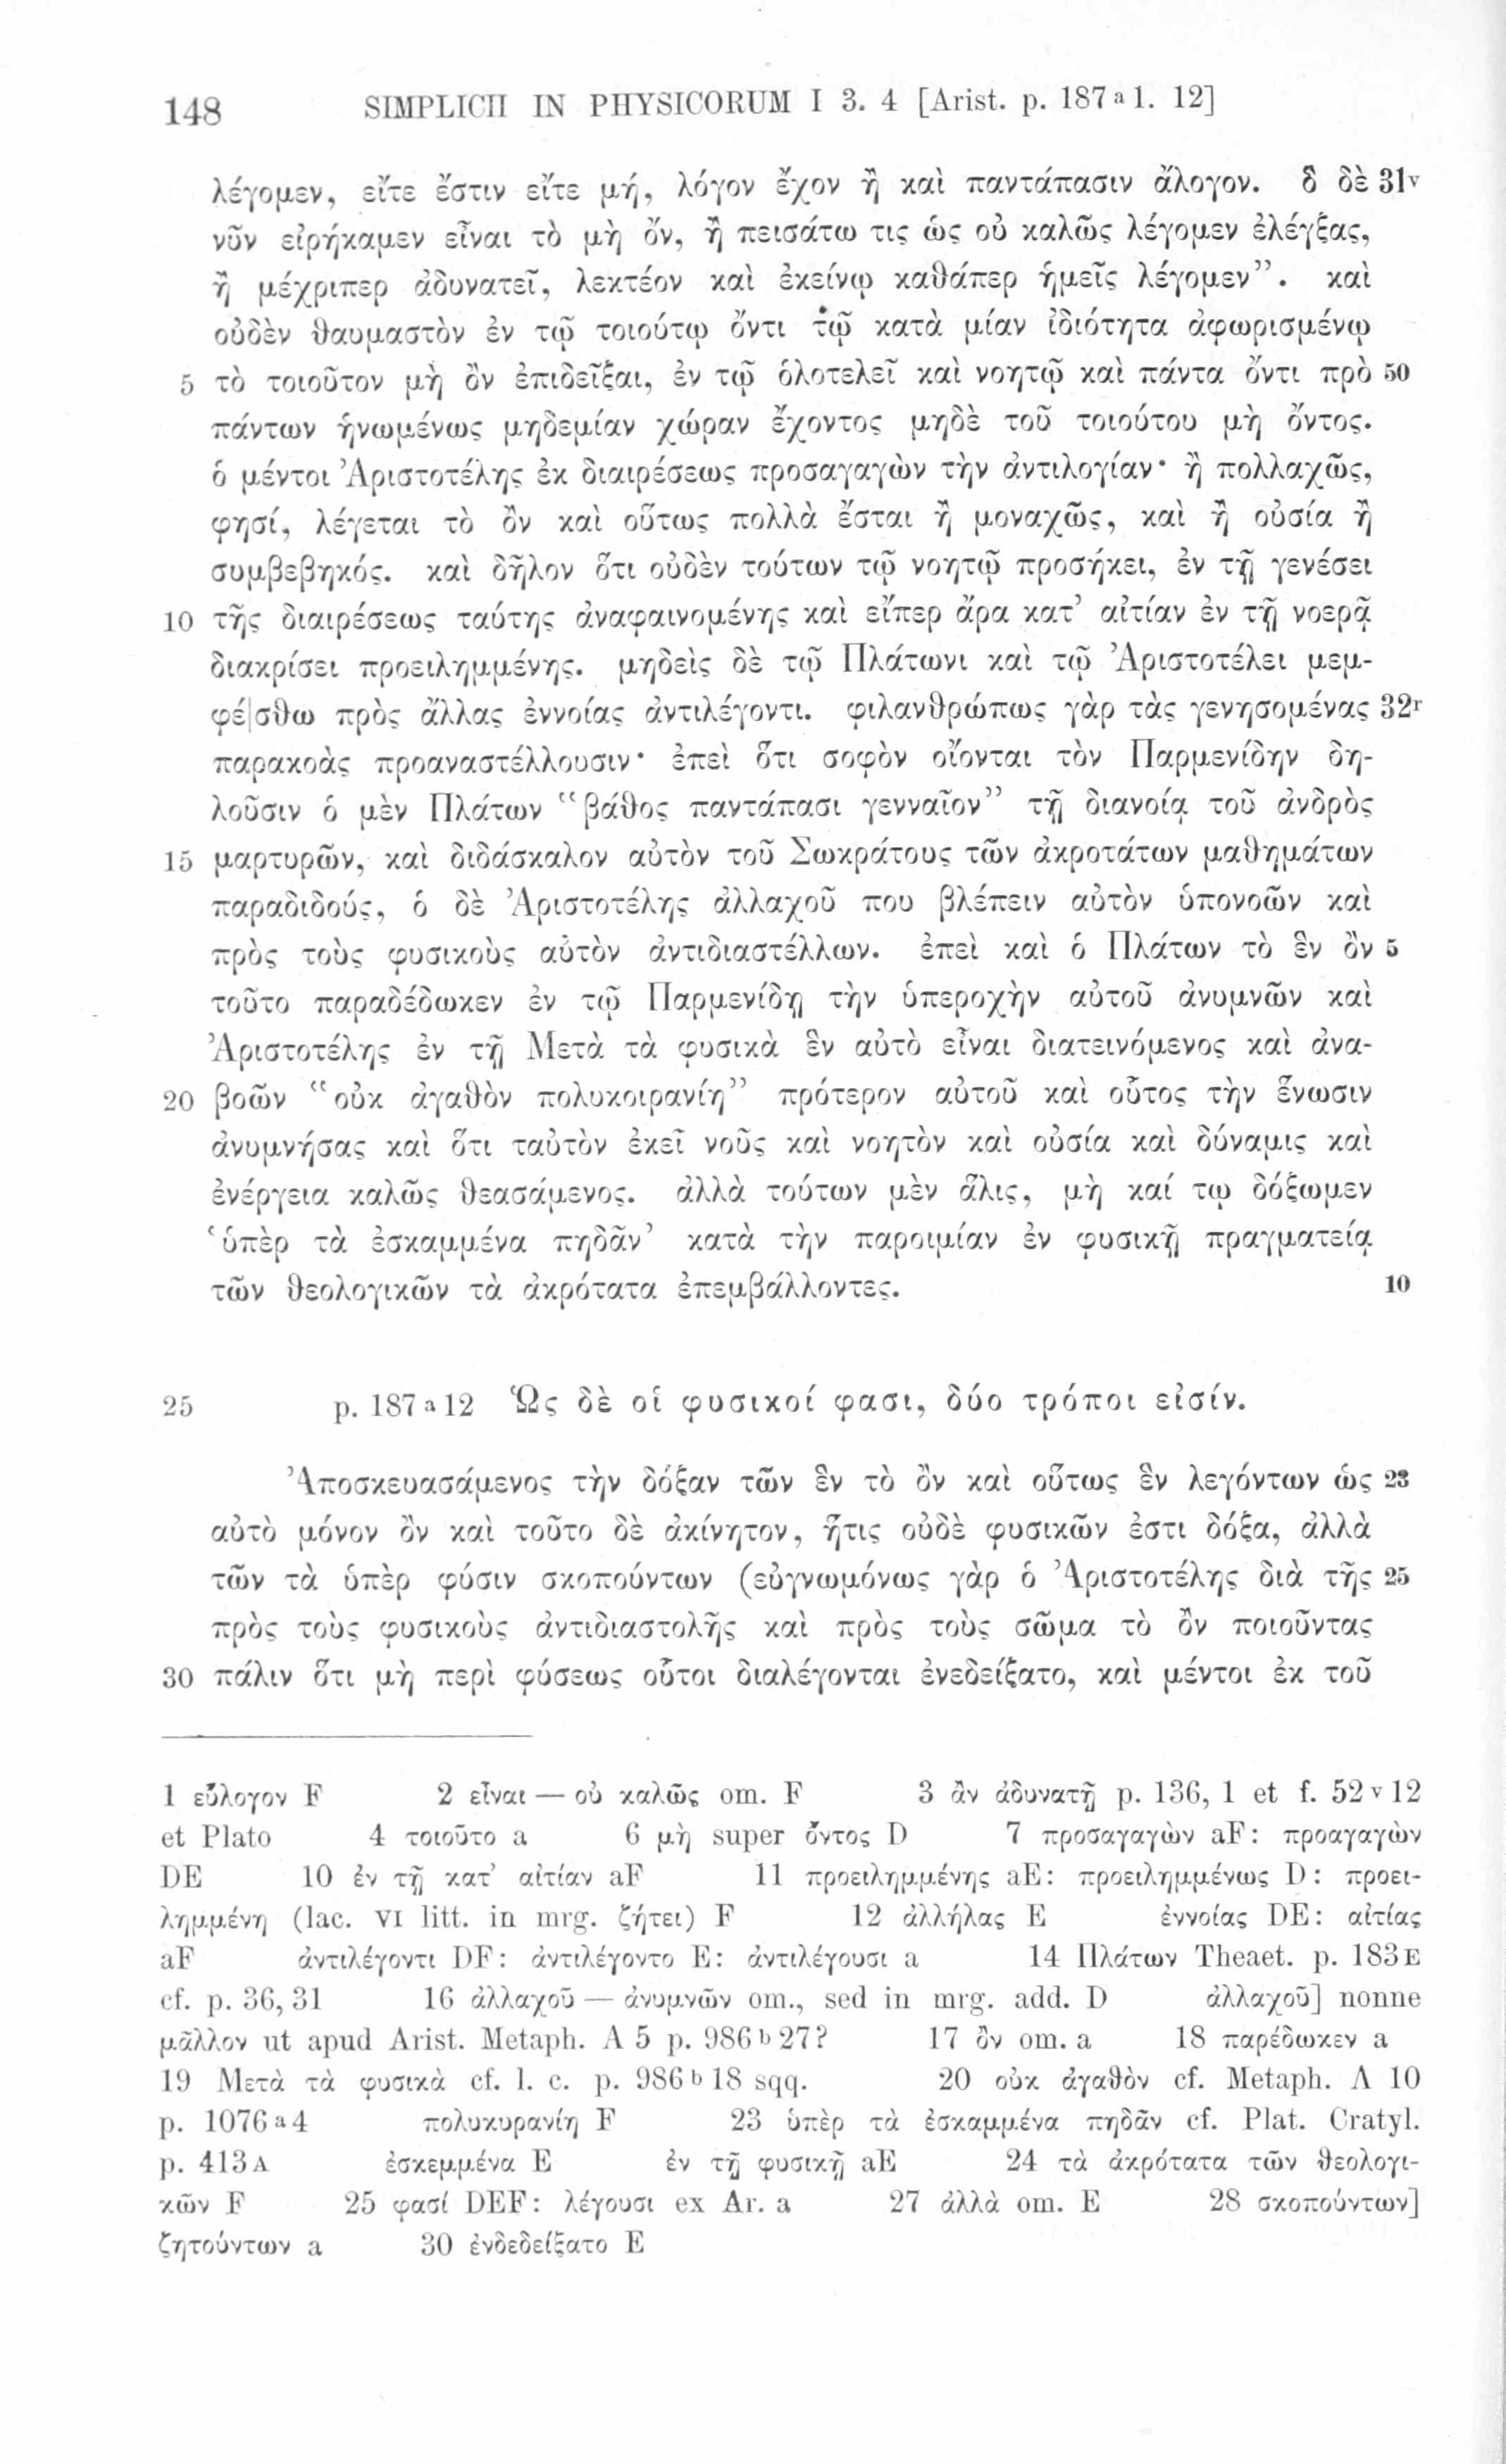 148 SIMPLICII IN PHYSICORUM I 3. 4 [Arist. p. 187 a l. 12]
λέγομεν, εἴτε ἔστιν εἴτε μή, λόγον ἔχον ἢ καὶ παντάπασιν ἄλογον. ὃ δὲ 31v
νῦν εἰρήκαμεν εἶναι τὸ μὴ ὄν, ἢ πεισάτω τις ὡς οὐ καλῶς λέγομεν ἐλέγξας,
ἢ μέχριπερ ἀδυνατεῖ, λεκτέον καὶ ἐκείνῳ καθάπερ ἡμεῖς λέγομεν”. καὶ
οὐδὲν θαυμαστὸν ἐν τῷ τοιούτῳ ὄντι τῷ κατὰ μίαν ἰδιότητα ἀφωρισμένῳ
5 τὸ τοιοῦτον μὴ ὂν ἐπιδεῖξαι, ἐν τῷ ὁλοτελεῖ καὶ νοητῷ καὶ πάντα ὄντι πρὸ 50
πάντων ἡνωμένως μηδεμίαν χώραν ἔχοντος μηδὲ τοῦ τοιούτου μὴ ὄντος.
ὁ μέντοι Ἀριστοτέλης ἐκ διαιρέσεως προσαγαγὼν τὴν ἀντιλογίαν· ἢ πολλαχῶς,
φησί, λέγεται τὸ ὂν καὶ οὕτως πολλὰ ἔσται ἢ μοναχῶς, καὶ ἢ οὐσία ἢ
συμβεβηκός. καὶ δῆλον ὅτι οὐδὲν τούτων τῷ νοητῷ προσήκει, ἐν τῇ γενέσει
10 τῆς διαιρέσεως ταύτης ἀναφαινομένης καὶ εἴπερ ἄρα κατ’ αἰτίαν ἐν τῇ νοερᾷ
διακρίσει προειλημμένης. μηδεὶς δὲ τῷ Πλάτωνι καὶ τῷ Ἀριστοτέλει μεμ-
φέ|σθω πρὸς ἄλλας ἐννοίας ἀντιλέγοντι. φιλανθρώπως γὰρ τὰς γενησομένας 32r
παρακοὰς προαναστέλλουσιν· ἐπεὶ ὅτι σοφὸν οἴονται τὸν Παρμενίδην δη-
λοῦσιν ὁ μὲν Πλάτων “βάθος παντάπασι γενναῖον” τῇ διανοίᾳ τοῦ ἀνδρὸς
15 μαρτυρῶν, καὶ διδάσκαλον αὐτὸν τοῦ Σωκράτους τῶν ἀκροτάτων μαθημάτων
παραδιδούς, ὁ δὲ Ἀριστοτέλης ἀλλαχοῦ που βλέπειν αὐτὸν ὑπονοῶν καὶ
πρὸς τοὺς φυσικοὺς αὐτὸν ἀντιδιαστέλλων. ἐπεὶ καὶ ὁ Πλάτων τὸ ἓν ὂν 5
τοῦτο παραδέδωκεν ἐν τῷ Παρμενίδῃ τὴν ὑπεροχὴν αὐτοῦ ἀνυμνῶν καὶ
Ἀριστοτέλης ἐν τῇ Μετὰ τὰ φυσικὰ ἓν αὐτὸ εἶναι διατεινόμενος καὶ ἀνα-
20 βοῶν “οὐκ ἀγαθὸν πολυκοιρανίη” πρότερον αὐτοῦ καὶ οὗτος τὴν ἕνωσιν
ἀνυμνήσας καὶ ὅτι ταὐτὸν ἐκεῖ νοῦς καὶ νοητὸν καὶ οὐσία καὶ δύναμις καὶ
ἐνέργεια καλῶς θεασάμενος. ἀλλὰ τούτων μὲν ἅλις, μὴ καί τῳ δόξωμεν
‘ὑπὲρ τὰ ἐσκαμμένα πηδᾶν’ κατὰ τὴν παροιμίαν ἐν φυσικῇ πραγματείᾳ
τῶν θεολογικῶν τὰ ἀκρότατα ἐπεμβάλλοντες. 10
25 p. 187 a 12 Ὡς δὲ οἱ φυσικοί φασι, δύο τρόποι εἰσίν.
Ἀποσκευασάμενος τὴν δόξαν τῶν ἓν τὸ ὂν καὶ οὕτως ἓν λεγόντων ὡς 23
αὐτὸ μόνον ὂν καὶ τοῦτο δὲ ἀκίνητον, ἥτις οὐδὲ φυσικῶν ἐστι δόξα, ἀλλὰ
τῶν τὰ ὑπὲρ φύσιν σκοπούντων (εὐγνωμόνως γὰρ ὁ Ἀριστοτέλης διὰ τῆς 25
πρὸς τοὺς φυσικοὺς ἀντιδιαστολῆς καὶ πρὸς τοὺς σῶμα τὸ ὂν ποιοῦντας
30 πάλιν ὅτι μὴ περὶ φύσεως οὗτοι διαλέγονται ἐνεδείξατο, καὶ μέντοι ἐκ τοῦ
1 εὔλογον F 2 εἶναι — οὐ καλῶς om. F 3 ἂν ἀδυνατῇ p. 136, 1 et f. 52 v 12
et Plato 4 τοιοῦτο a 6 μὴ super ὄντος D 7 προσαγαγὼν aF: προαγαγὼν
DE 10 ἐν τῇ κατ’ αἰτίαν aF 11 προειλημμένης aE: προειλημμένως D: προει-
λημμένη (lac. VI litt. in mrg. ζήτει) F 12 ἀλλήλας E ἐννοίας DE: αἰτίας
aF ἀντιλέγοντι DF: ἀντιλέγοντο E: ἀντιλέγουσι a 14 Πλάτων Theaet. p. 183 E
cf. p. 36, 31 16 ἀλλαχοῦ — ἀνυμνῶν om., sed in mrg. add. D ἀλλαχοῦ] nonne
μᾶλλον ut apud Arist. Metaph. A 5 p. 986 b 27? 17 ὂν om. a 18 παρέδωκεν a
19 Μετὰ τὰ φυσικὰ cf. l. c. p. 986 b 18 sqq. 20 οὐκ ἀγαθὸν cf. Metaph. Λ 10
p. 1076 a 4 πολυκυρανίη F 23 ὑπὲρ τὰ ἐσκαμμένα πηδᾶν cf. Plat. Cratyl.
p. 413 A ἐσκεμμένα E ἐν τῇ φυσικῇ aE 24 τὰ ἀκρότατα τῶν θεολογι-
κῶν F 25 φασί DEF: λέγουσι ex Ar. a 27 ἀλλὰ om. E 28 σκοπούντων]
ζητούντων a 30 ἐνδεδείξατο E